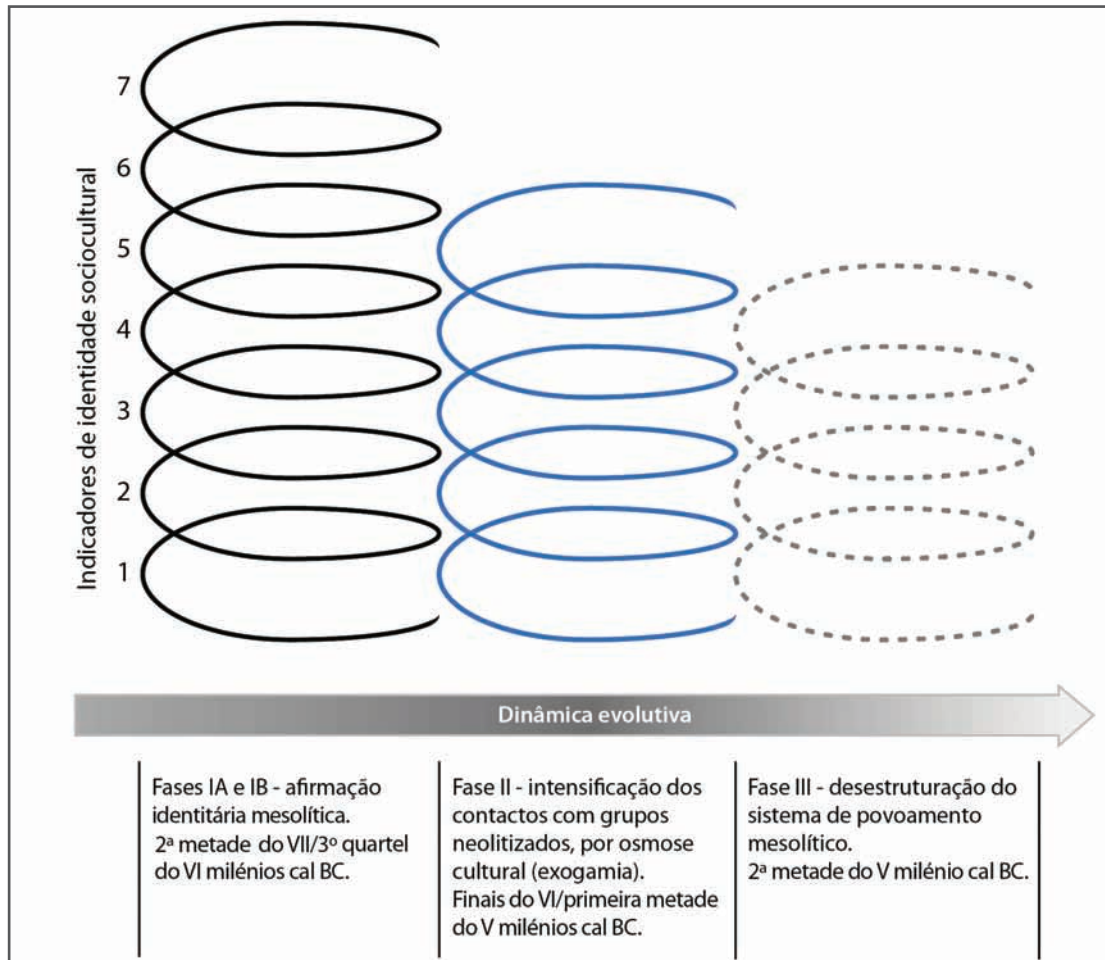 Indicadores de identidade sociocultural
7
6
5
4
3
2
1
Dinâmica evolutiva
Fases IA e IB - afirmação
identitária mesolítica.
2ª metade do VII/3º quartel
do VI milénios cal BC.
Fase II - intensificação dos
contactos com grupos
neolitizados, por osmose
cultural (exogamia).
Finais do VI/primeira metade
do V milénios cal BC.
Fase III - desestruturação do
sistema de povoamento
mesolítico.
2ª metade do V milénio cal BC.